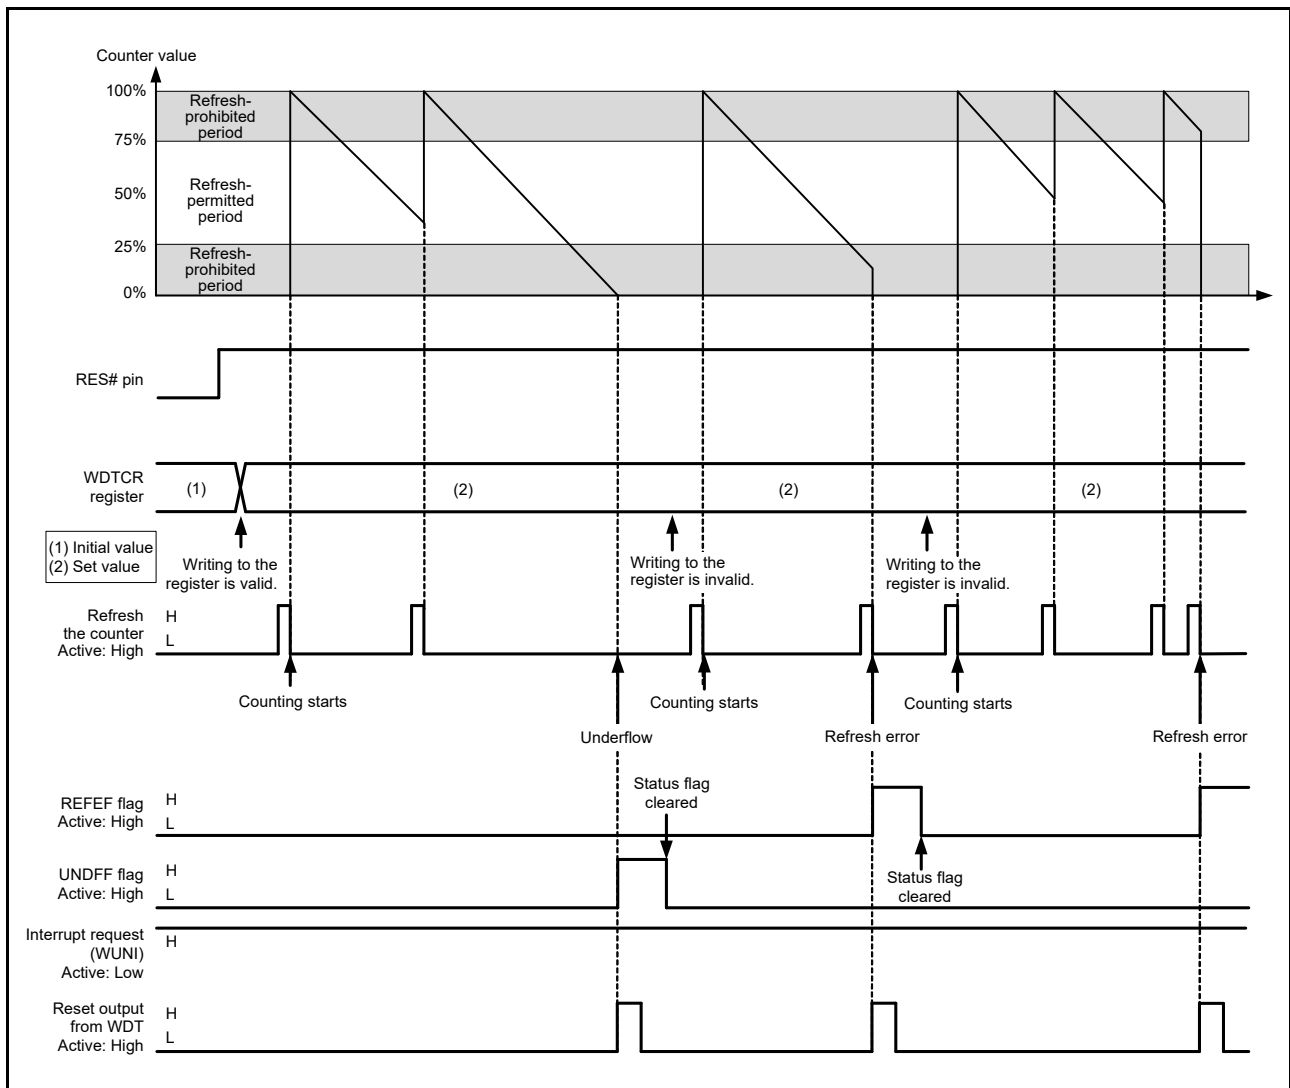 Counter value
100%
Refresh-
prohibited
period
75%
Refresh-
permitted
period
50%
25%
Refresh-
prohibited
period
0%
RES# pin
WDTCR
register
(1)
(2)
(2)
(2)
(1) Initial value
(2) Set value
Writing to the
register is valid.
Writing to the
register is invalid.
Writing to the
register is invalid.
Refresh
the counter
Active: High
H
L
Counting starts
Counting starts
Counting starts
Underflow
Refresh error
Refresh error
Status flag
cleared
REFEF flag
Active: High
H
L
Status flag
cleared
UNDFF flag
Active: High
H
L
Interrupt request
(WUNI)
Active: Low
H
Reset output
from WDT
Active: High
H
L